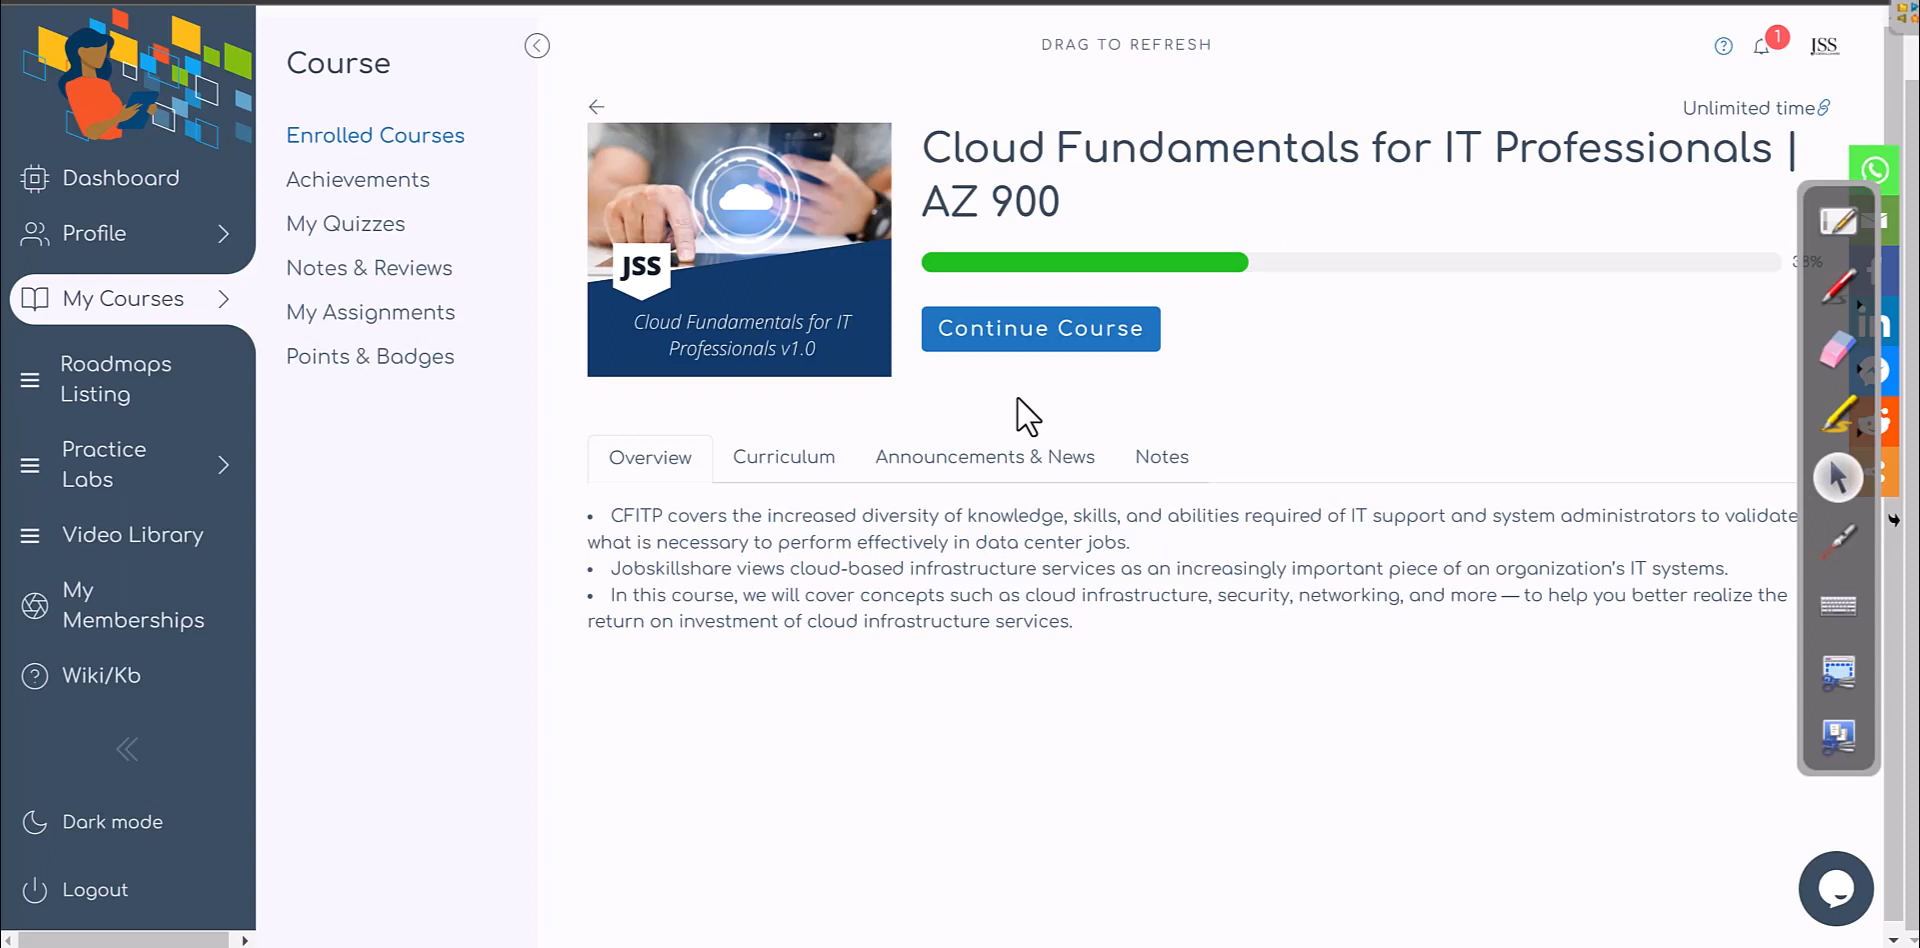 Dashboard
Profile
My Courses
Roadmaps
Listing
Practice
Labs
Video Library
My
Memberships
Wiki/Kb
Dark mode
Logout
Course
Enrolled Courses
Achievements
My Quizzes
Notes & Reviews
My Assignments
Points & Badges
DRAG TO REFRESH
1
JSS
Unlimited time
JSS
Cloud Fundamentals for IT
Professionals v1.0
Cloud Fundamentals for IT Professionals |
AZ 900
38%
Continue Course
Overview
Curriculum
Announcements & News
Notes
• CFITP covers the increased diversity of knowledge, skills, and abilities required of IT support and system administrators to validate
what is necessary to perform effectively in data center jobs.
• Jobskillshare views cloud-based infrastructure services as an increasingly important piece of an organization’s IT systems.
• In this course, we will cover concepts such as cloud infrastructure, security, networking, and more — to help you better realize the
return on investment of cloud infrastructure services.
in